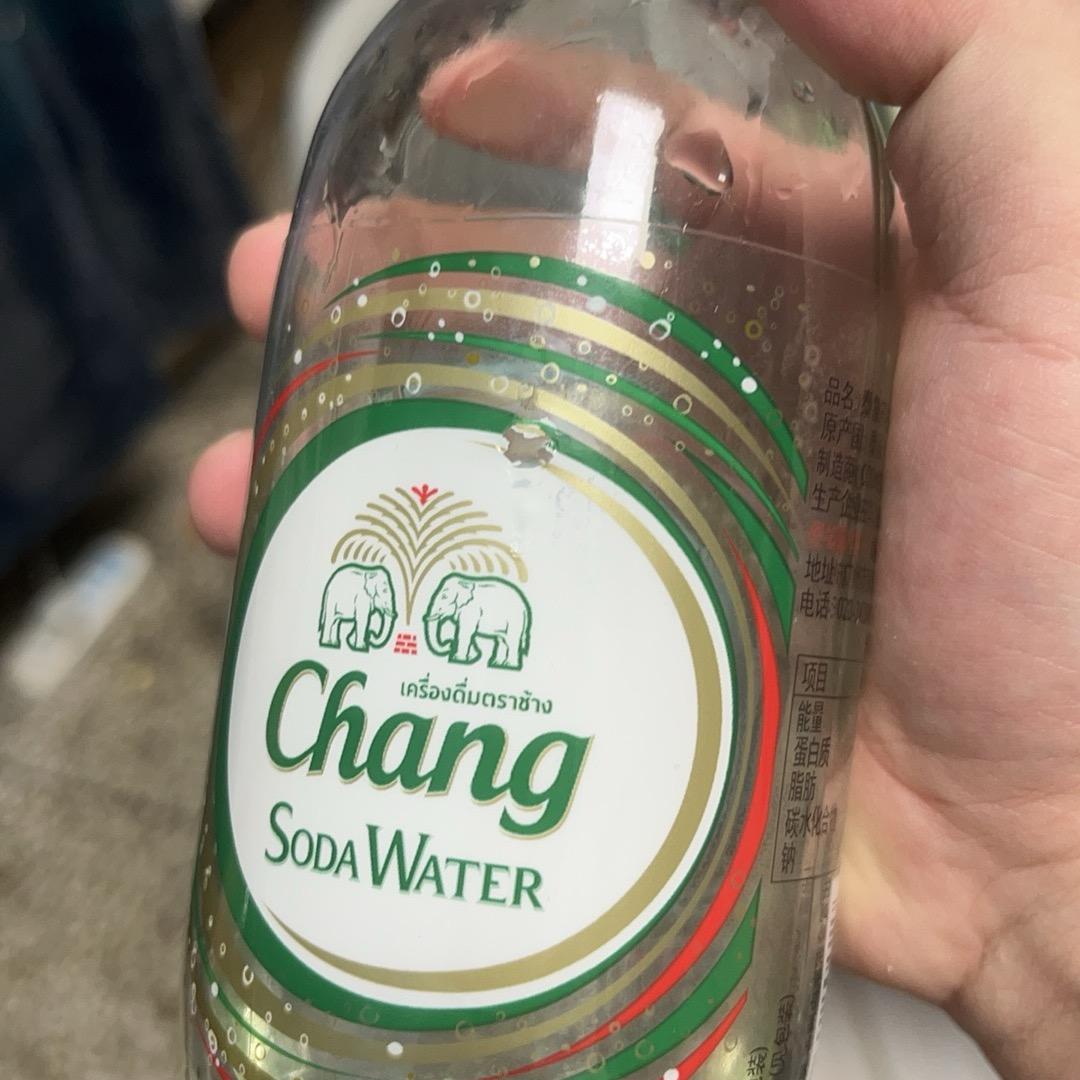 เครื่องดื่มตราช้าง
Chang
SODA WATER
品名
原产国
制造商
生产企
地址
电话
项目
能量
蛋白质
脂肪
碳水化合
钠